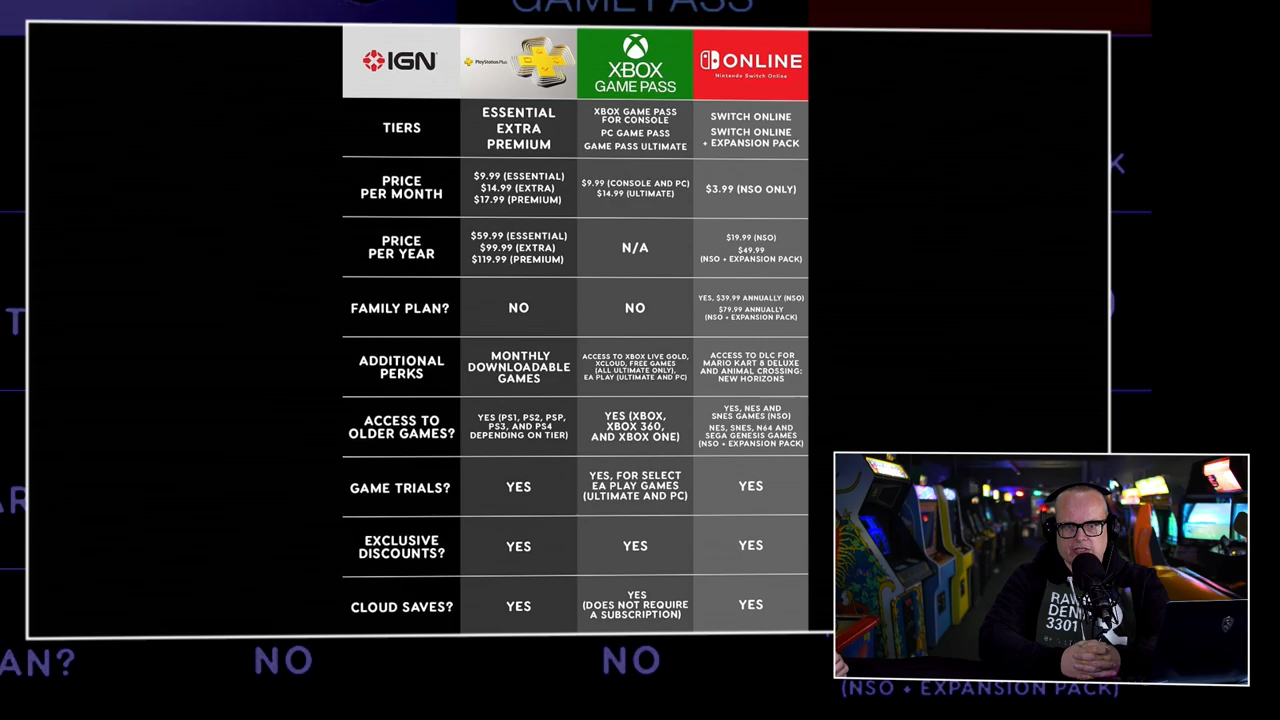 GAME PASS
IGN
PlayStation Plus
XBOX
GAME PASS
ONLINE
Nintendo Switch Online
TIERS
ESSENTIAL
EXTRA
PREMIUM
XBOX GAME PASS
FOR CONSOLE
PC GAME PASS
GAME PASS ULTIMATE
SWITCH ONLINE
SWITCH ONLINE
+ EXPANSION PACK
PRICE
PER MONTH
$9.99 (ESSENTIAL)
$14.99 (EXTRA)
$17.99 (PREMIUM)
$9.99 (CONSOLE AND PC)
$14.99 (ULTIMATE)
$3.99 (NSO ONLY)
PRICE
PER YEAR
$59.99 (ESSENTIAL)
$99.99 (EXTRA)
$119.99 (PREMIUM)
N/A
$19.99 (NSO)
$49.99
(NSO + EXPANSION PACK)
FAMILY PLAN?
NO
NO
YES, $39.99 ANNUALLY (NSO)
$79.99 ANNUALLY
(NSO + EXPANSION PACK)
ADDITIONAL
PERKS
MONTHLY
DOWNLOADABLE
GAMES
ACCESS TO XBOX LIVE GOLD,
XCLOUD, FREE GAMES
(ALL ULTIMATE ONLY),
EA PLAY (ULTIMATE AND PC)
ACCESS TO DLC FOR
MARIO KART 8 DELUXE
AND ANIMAL CROSSING:
NEW HORIZONS
ACCESS TO
OLDER GAMES?
YES (PS1, PS2, PSP,
PS3, AND PS4
DEPENDING ON TIER)
YES (XBOX,
XBOX 360,
AND XBOX ONE)
YES, NES AND
SNES GAMES (NSO)
NES, SNES, N64 AND
SEGA GENESIS GAMES
(NSO + EXPANSION PACK)
GAME TRIALS?
YES
YES, FOR SELECT
EA PLAY GAMES
(ULTIMATE AND PC)
YES
EXCLUSIVE
DISCOUNTS?
YES
YES
YES
CLOUD SAVES?
YES
YES
(DOES NOT REQUIRE
A SUBSCRIPTION)
YES
RAW
DEN
3301
AN?
NO
NO
(NSO + EXPANSION PACK)